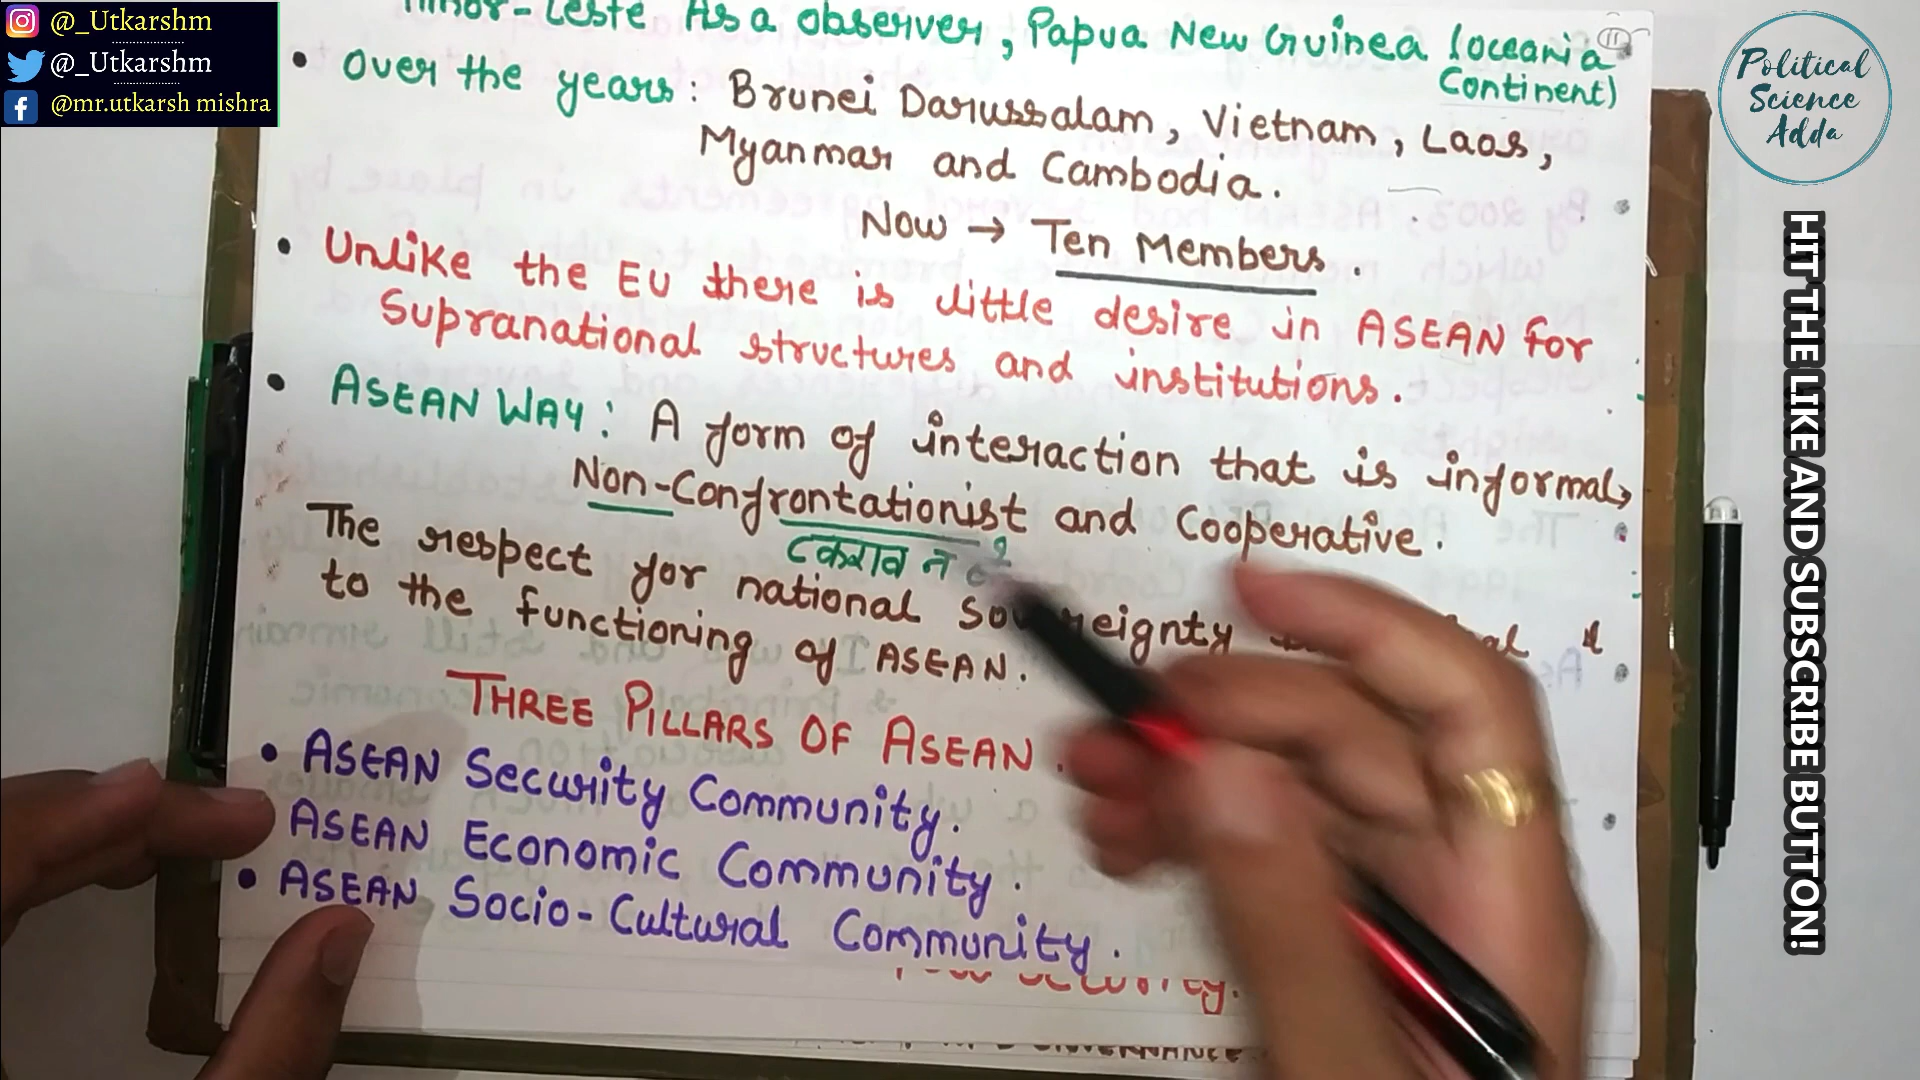 @_Utkarshm
@_Utkarshm
@mr.utkarsh mishra
Political
Science
Adda
HIT THE LIKE AND SUBSCRIBE BUTTON!
11
Timor-Leste As a observer, Papua New Guinea (oceania
Continent)
• Over the years: Brunei Darussalam, Vietnam, Laos,
Myanmar and Cambodia.
Now → Ten Members.
• Unlike the EU there is little desire in ASEAN for
Supranational structures and institutions.
• ASEAN WAY: A form of interaction that is informal,
Non-Confrontationist and Cooperative.
न
The respect for national Sovereignty
to the functioning of ASEAN.
THREE PILLARS OF ASEAN.
• ASEAN Security Community.
ASEAN Economic Community.
• ASEAN Socio-Cultural Community.